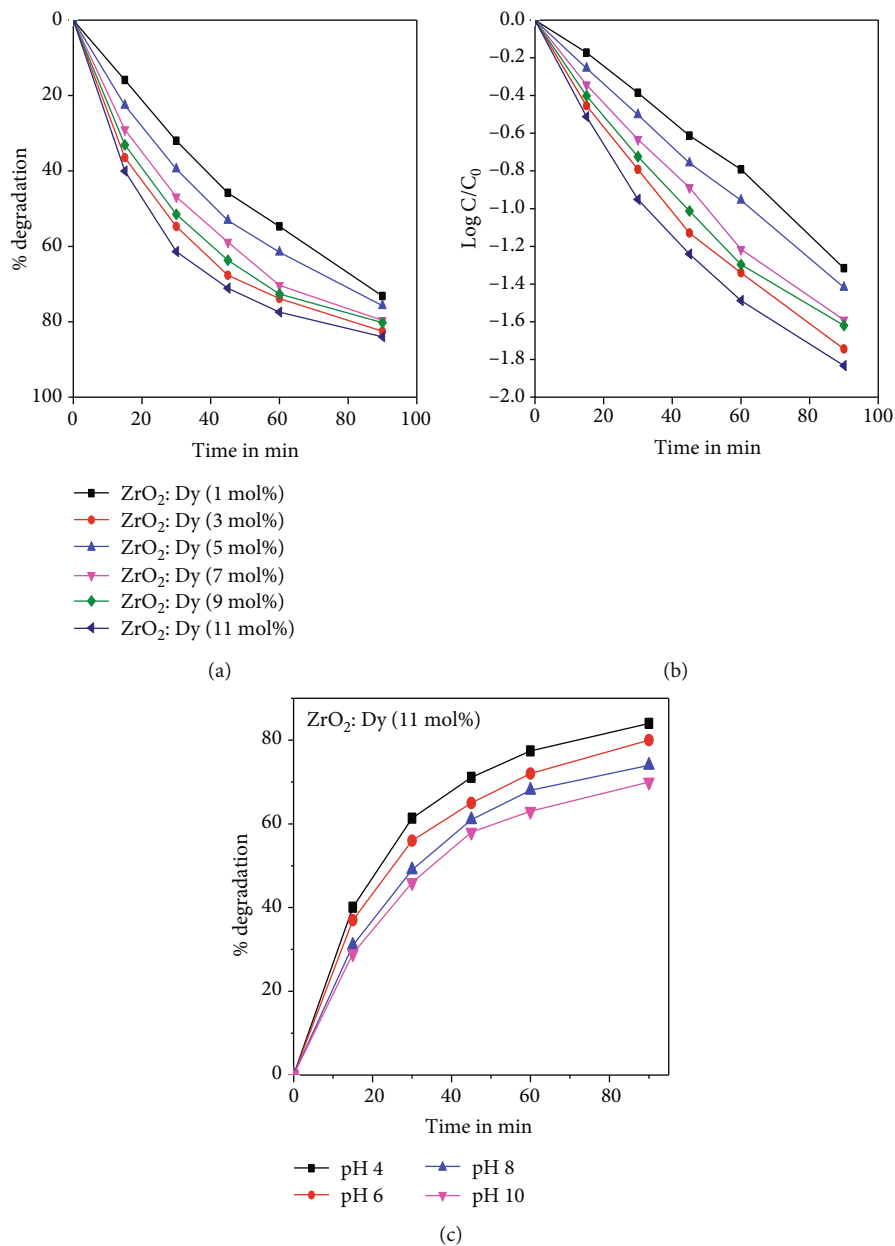 0
20
40
60
80
100
% degradation
0
20
40
60
80
100
Time in min
ZrO₂: Dy (1 mol%)
ZrO₂: Dy (3 mol%)
ZrO₂: Dy (5 mol%)
ZrO₂: Dy (7 mol%)
ZrO₂: Dy (9 mol%)
ZrO₂: Dy (11 mol%)
(a)
0.0
–0.2
–0.4
–0.6
–0.8
–1.0
–1.2
–1.4
–1.6
–1.8
–2.0
Log C/C₀
0
20
40
60
80
100
Time in min
(b)
ZrO₂: Dy (11 mol%)
80
60
40
20
0
% degradation
0
20
40
60
80
Time in min
pH 4
pH 6
pH 8
pH 10
(c)